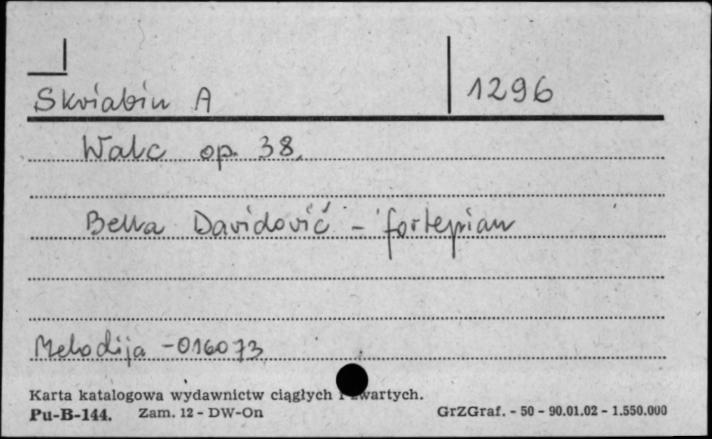 Skriabin A 1296
Walc op. 38.
Bella Davidović - fortepian
Melodija - 016073
Karta katalogowa wydawnictw ciągłych i zwartych.
Pu-B-144. Zam. 12 - DW-On GrZGraf. - 50 - 90.01.02 - 1.550.000